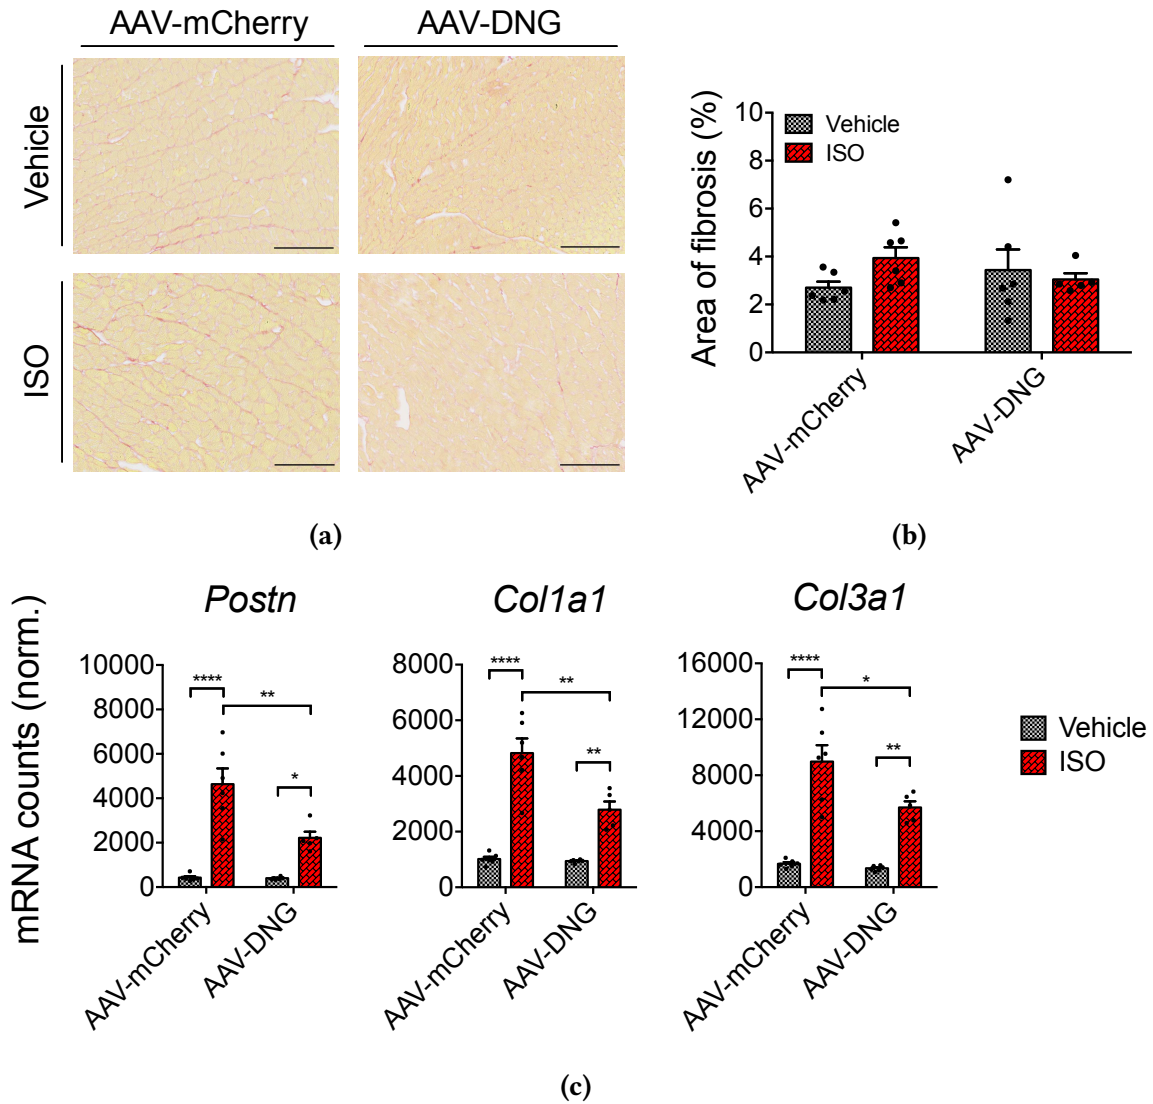 AAV-mCherry AAV-DNG
Vehicle
ISO
(a)
Area of fibrosis (%)
10
8
6
4
2
0
Vehicle
ISO
AAV-mCherry
AAV-DNG
(b)
mRNA counts (norm.)
Postn
10000
8000
6000
4000
2000
0
****
**
*
AAV-mCherry
AAV-DNG
Col1a1
8000
6000
4000
2000
0
****
**
**
AAV-mCherry
AAV-DNG
Col3a1
16000
12000
8000
4000
0
****
*
**
AAV-mCherry
AAV-DNG
Vehicle
ISO
(c)